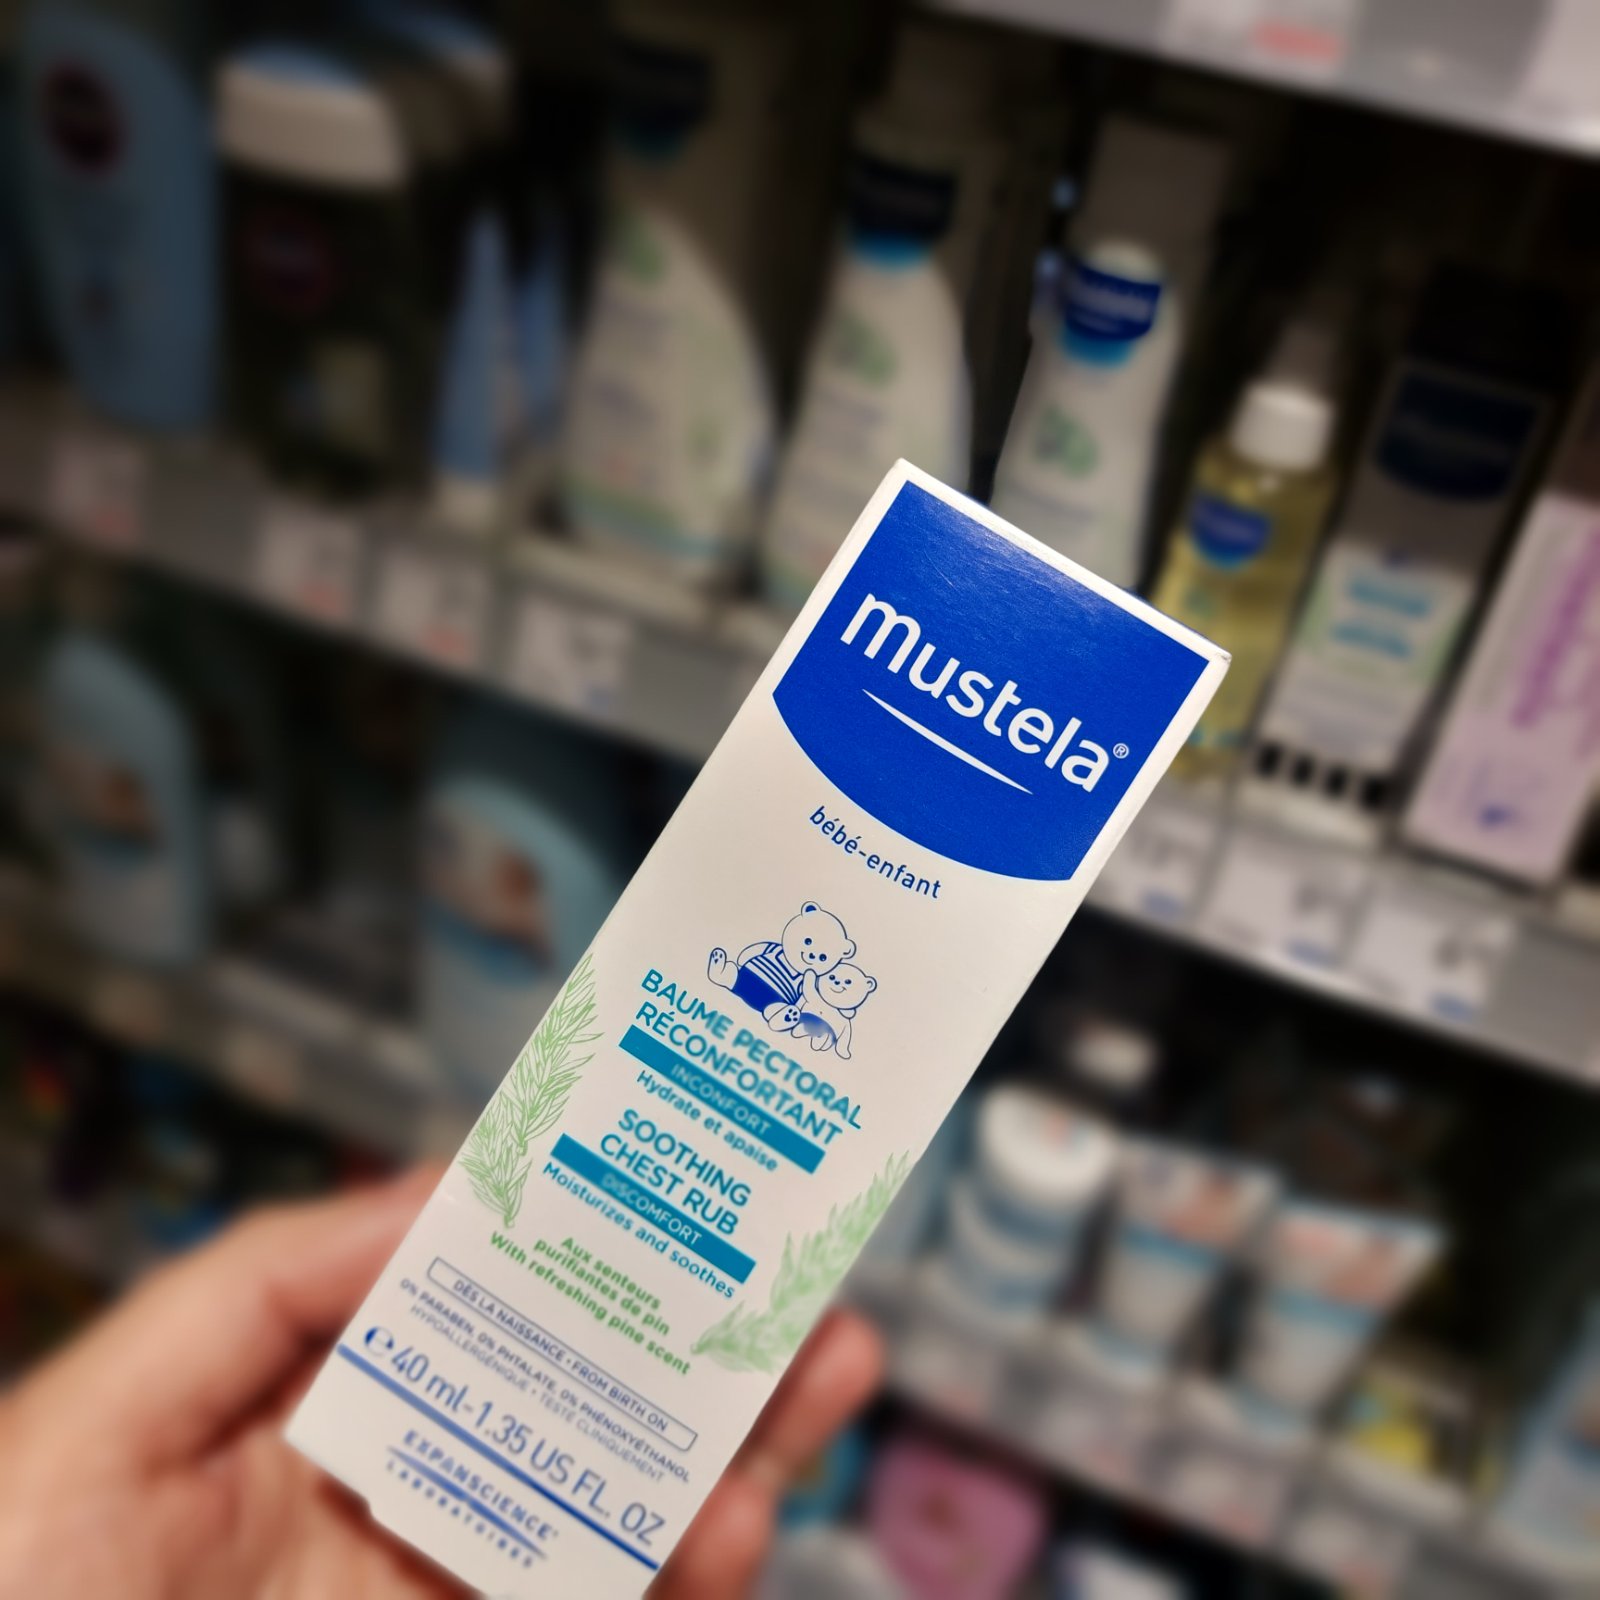 mustela®
bébé-enfant
BAUME PECTORAL
RÉCONFORTANT
INCONFORT
Hydrate et apaise
SOOTHING
CHEST RUB
DISCOMFORT
Moisturizes and soothes
Aux senteurs
purifiantes de pin
With refreshing pine scent
DÈS LA NAISSANCE • FROM BIRTH ON
0% PARABEN, 0% PHTALATE, 0% PHÉNOXYÉTHANOL
HYPOALLERGÉNIQUE • TESTÉ CLINIQUEMENT
e 40 ml-1.35 US FL. OZ
EXPANSCIENCE®
LABORATOIRES
mustela